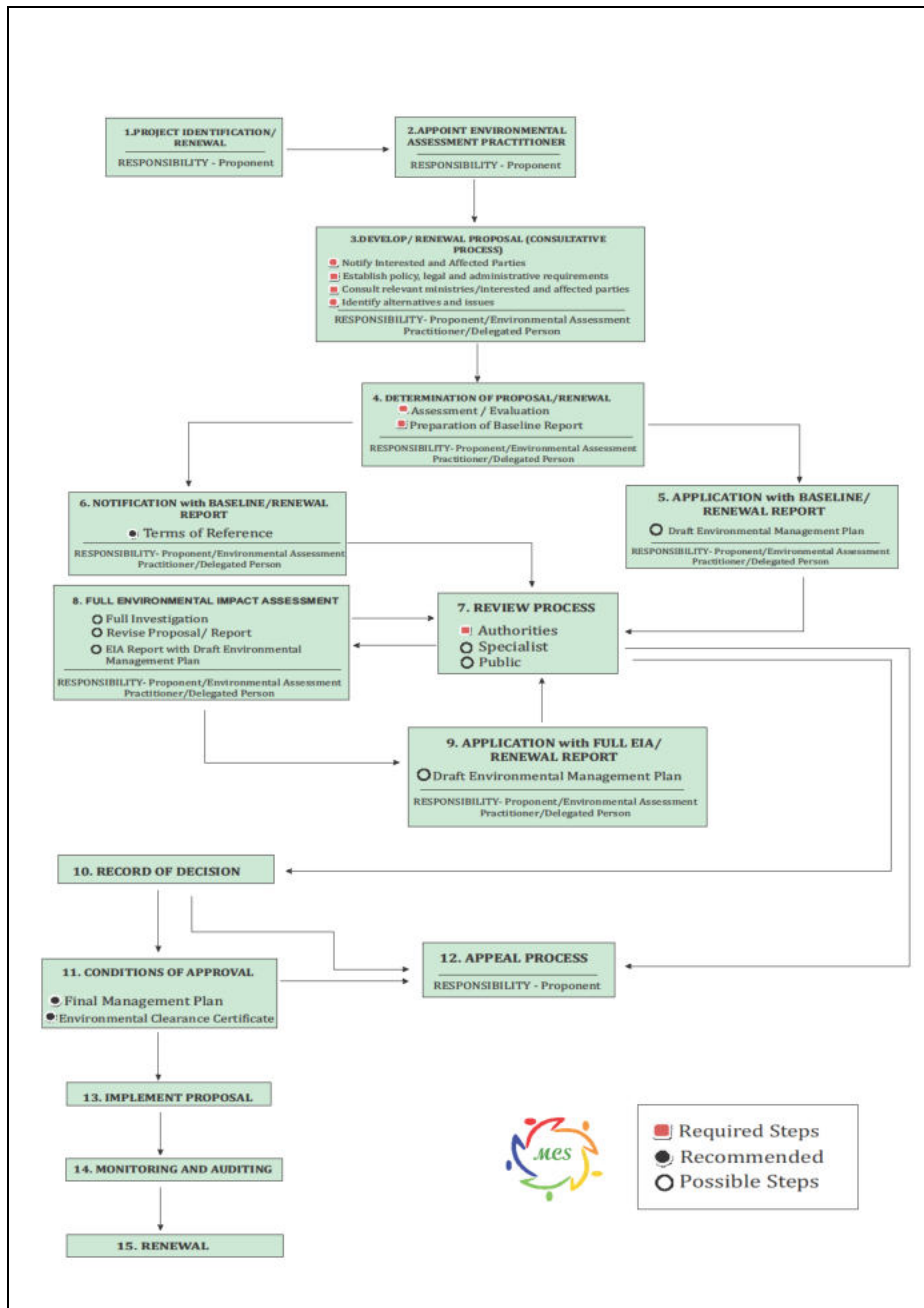 1.PROJECT IDENTIFICATION/
RENEWAL
RESPONSIBILITY - Proponent
2.APPOINT ENVIRONMENTAL
ASSESSMENT PRACTITIONER
RESPONSIBILITY - Proponent
3.DEVELOP/ RENEWAL PROPOSAL (CONSULTATIVE
PROCESS)
Notify Interested and Affected Parties
Establish policy, legal and administrative requirements
Consult relevant ministries/interested and affected parties
Identify alternatives and issues
RESPONSIBILITY- Proponent/Environmental Assessment
Practitioner/Delegated Person
4. DETERMINATION OF PROPOSAL/RENEWAL
Assessment / Evaluation
Preparation of Baseline Report
RESPONSIBILITY- Proponent/Environmental Assessment
Practitioner/Delegated Person
6. NOTIFICATION with BASELINE/RENEWAL
REPORT
Terms of Reference
RESPONSIBILITY- Proponent/Environmental Assessment
Practitioner/Delegated Person
5. APPLICATION with BASELINE/
RENEWAL REPORT
Draft Environmental Management Plan
RESPONSIBILITY- Proponent/Environmental Assessment
Practitioner/Delegated Person
8. FULL ENVIRONMENTAL IMPACT ASSESSMENT
Full Investigation
Revise Proposal/ Report
EIA Report with Draft Environmental
Management Plan
RESPONSIBILITY- Proponent/Environmental Assessment
Practitioner/Delegated Person
7. REVIEW PROCESS
Authorities
Specialist
Public
9. APPLICATION with FULL EIA/
RENEWAL REPORT
Draft Environmental Management Plan
RESPONSIBILITY- Proponent/Environmental Assessment
Practitioner/Delegated Person
10. RECORD OF DECISION
11. CONDITIONS OF APPROVAL
Final Management Plan
Environmental Clearance Certificate
12. APPEAL PROCESS
RESPONSIBILITY - Proponent
13. IMPLEMENT PROPOSAL
14. MONITORING AND AUDITING
15. RENEWAL
MCS
Required Steps
Recommended
Possible Steps